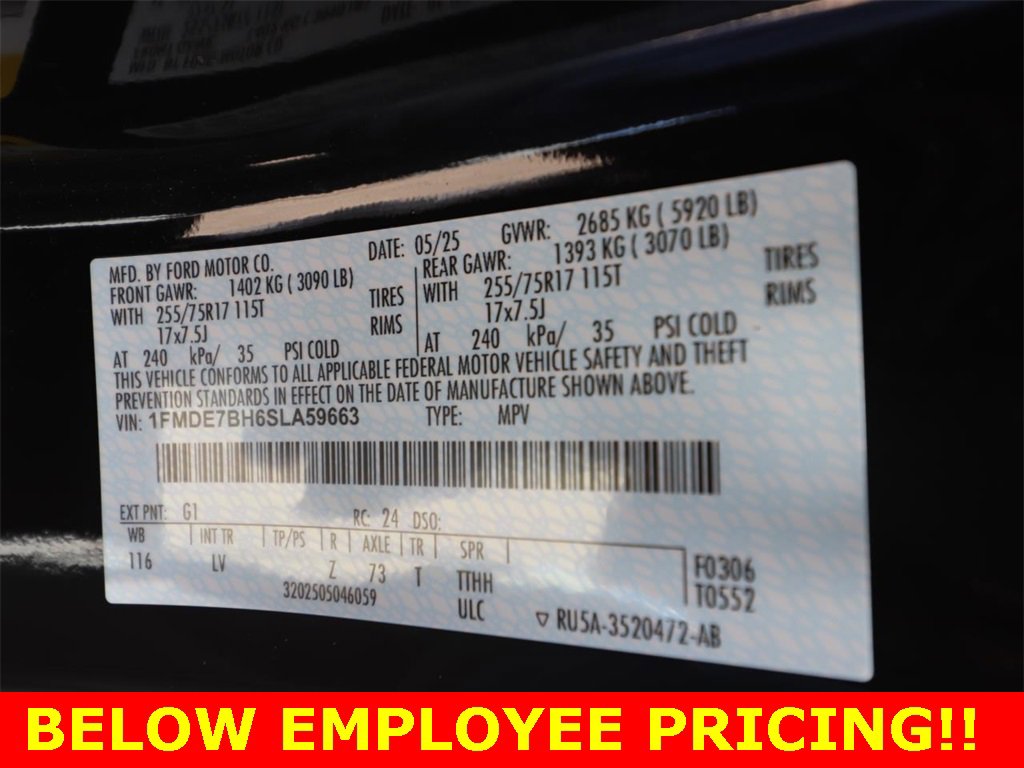 MFD. BY FORD MOTOR CO. DATE: 05/25 GVWR: 2685 KG ( 5920 LB)
FRONT GAWR: 1402 KG ( 3090 LB) REAR GAWR: 1393 KG ( 3070 LB)
WITH 255/75R17 115T TIRES WITH 255/75R17 115T TIRES
17x7.5J RIMS 17x7.5J RIMS
AT 240 kPa/ 35 PSI COLD AT 240 kPa/ 35 PSI COLD
THIS VEHICLE CONFORMS TO ALL APPLICABLE FEDERAL MOTOR VEHICLE SAFETY AND THEFT
PREVENTION STANDARDS IN EFFECT ON THE DATE OF MANUFACTURE SHOWN ABOVE.
VIN: 1FMDE7BH6SLA59663 TYPE: MPV
EXT PNT: G1 RC: 24 DSO:
WB | INT TR | TP/PS | R | AXLE | TR | SPR |
116 LV Z 73 T TTHH F0306
3202505046059 ULC T0552
▽ RU5A-3520472-AB
BELOW EMPLOYEE PRICING!!